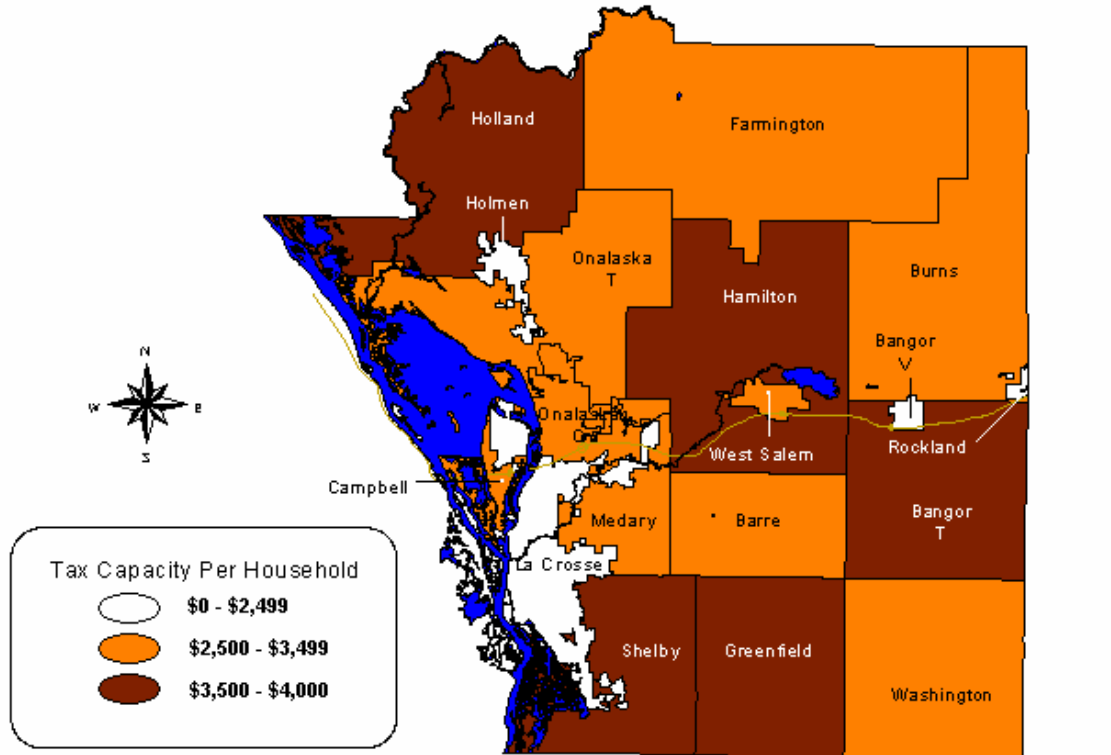 Holland
Farmington
Holmen
Onalaska
T
Hamilton
Burns
Bangor
V
Onalaska
C
West Salem
Rockland
Campbell
Medary
Barre
Bangor
T
La Crosse
Shelby
Greenfield
Washington
N
W
E
S
Tax Capacity Per Household
$0 - $2,499
$2,500 - $3,499
$3,500 - $4,000